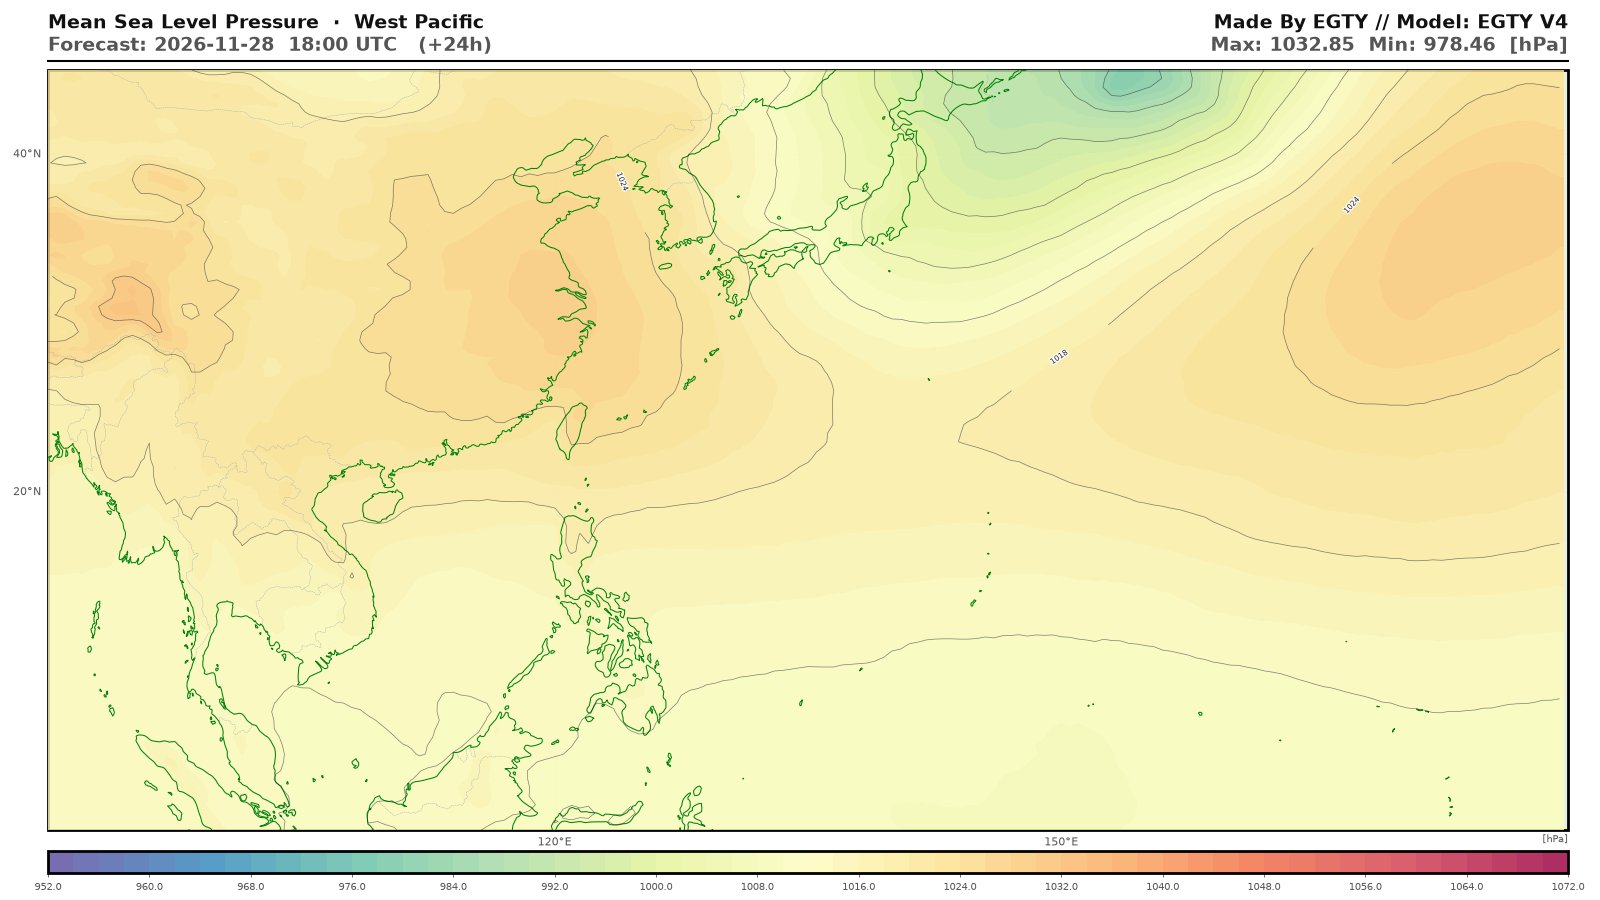 Mean Sea Level Pressure · West Pacific
Made By EGTY // Model: EGTY V4
Forecast: 2026-11-28 18:00 UTC (+24h)
Max: 1032.85 Min: 978.46 [hPa]
40°N
1024
1024
1018
20°N
120°E
150°E
[hPa]
952.0 960.0 968.0 976.0 984.0 992.0 1000.0 1008.0 1016.0 1024.0 1032.0 1040.0 1048.0 1056.0 1064.0 1072.0